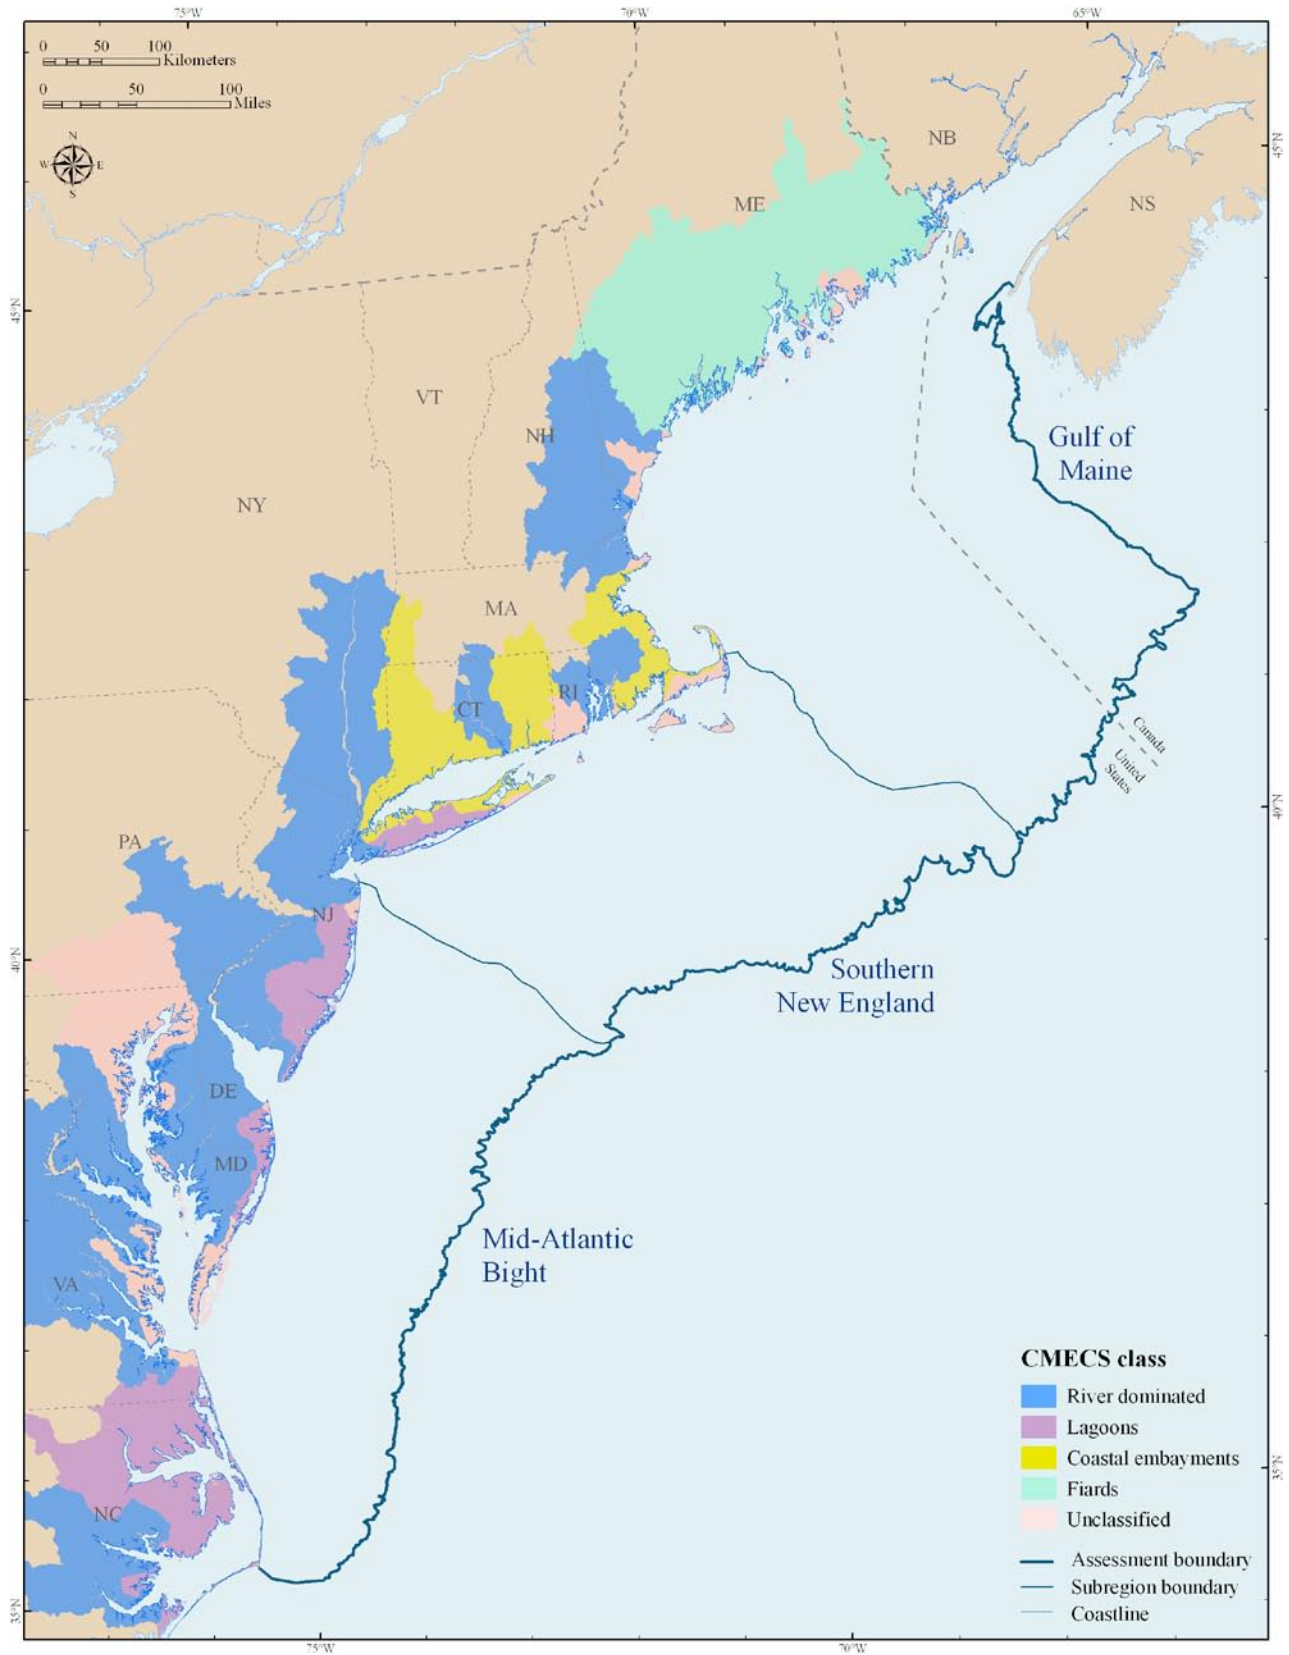 75°W 70°W 65°W
0 50 100
Kilometers
0 50 100
Miles
N
W E
S
NB
ME
NS
45°N
45°N
VT
Gulf of
Maine
NH
NY
MA
RI
CT
Canada
United
States
40°N
PA
NJ
40°N
Southern
New England
DE
MD
Mid-Atlantic
Bight
VA
CMECS class
River dominated
Lagoons
Coastal embayments
Fiards
Unclassified
Assessment boundary
Subregion boundary
Coastline
35°N
NC
35°N
75°W 70°W